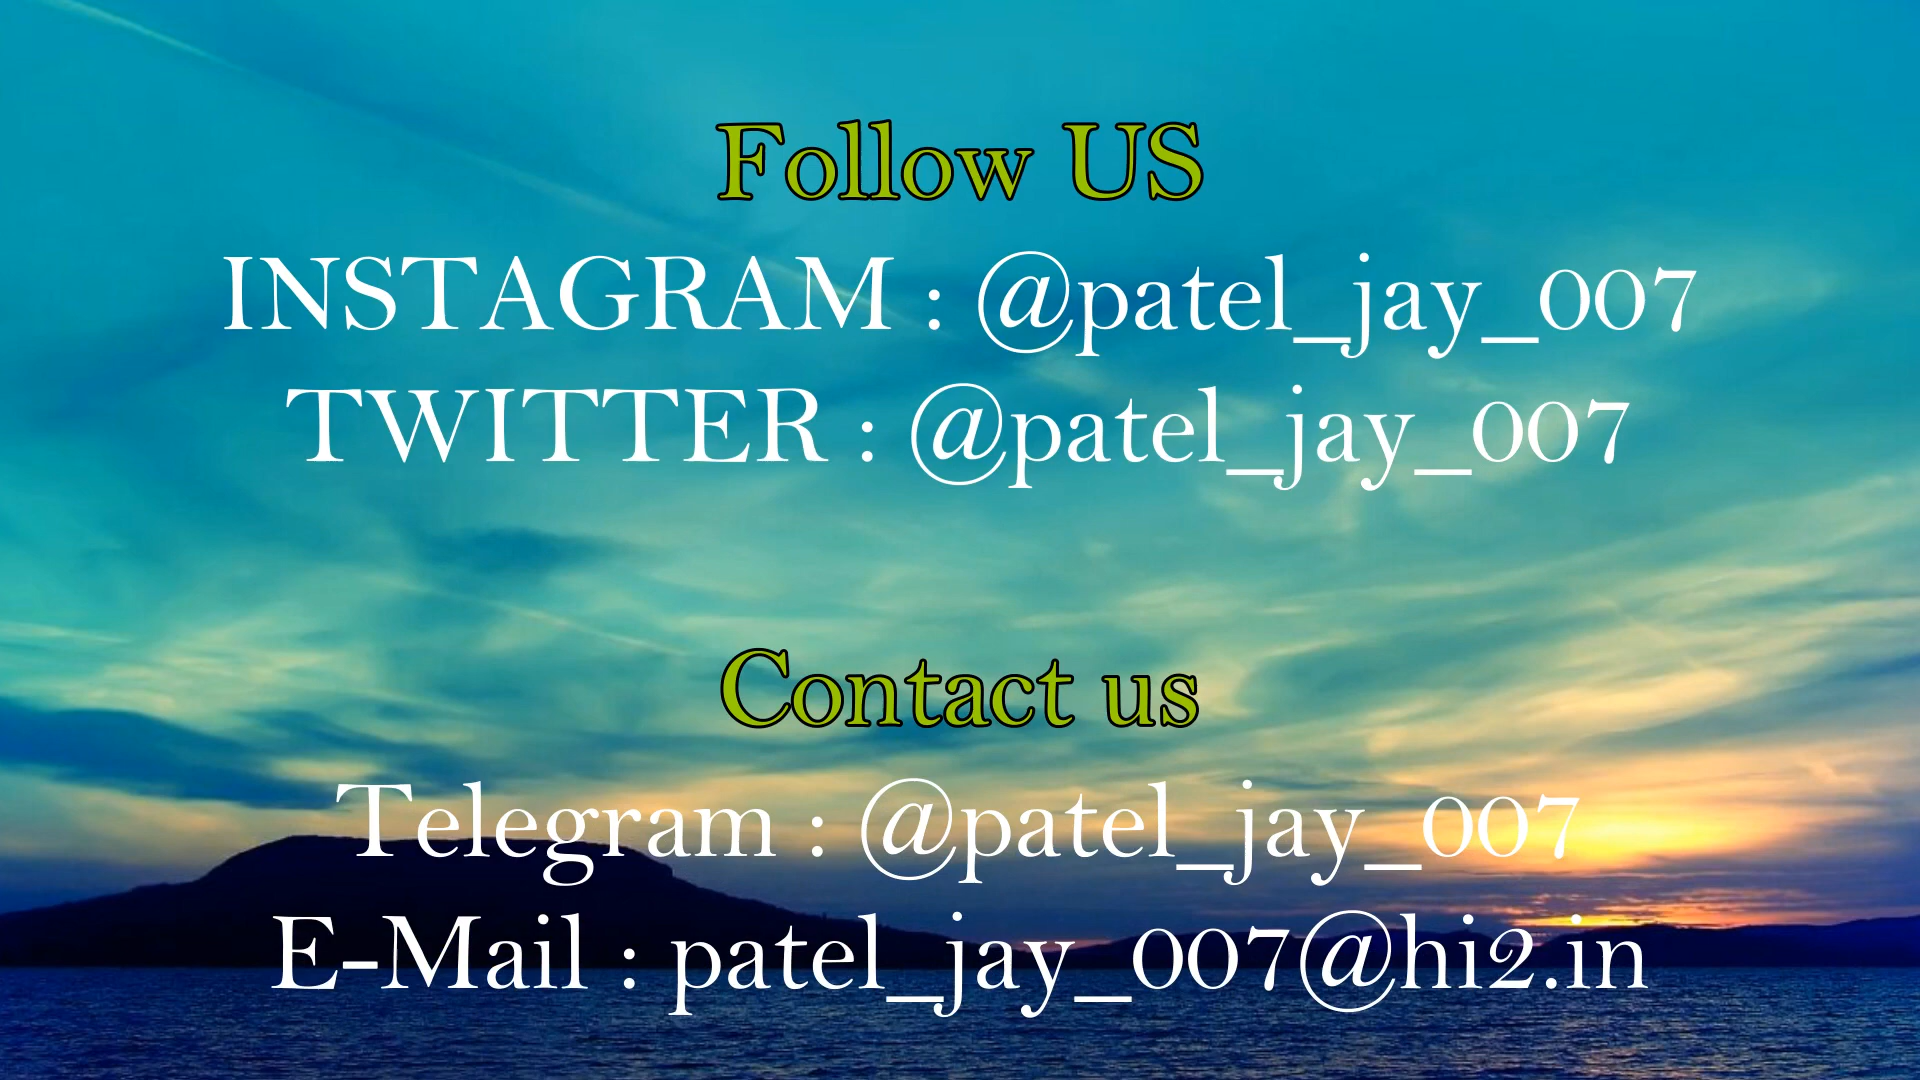 Follow US
INSTAGRAM : @patel_jay_007
TWITTER : @patel_jay_007
Contact us
Telegram : @patel_jay_007
E-Mail : patel_jay_007@hi2.in